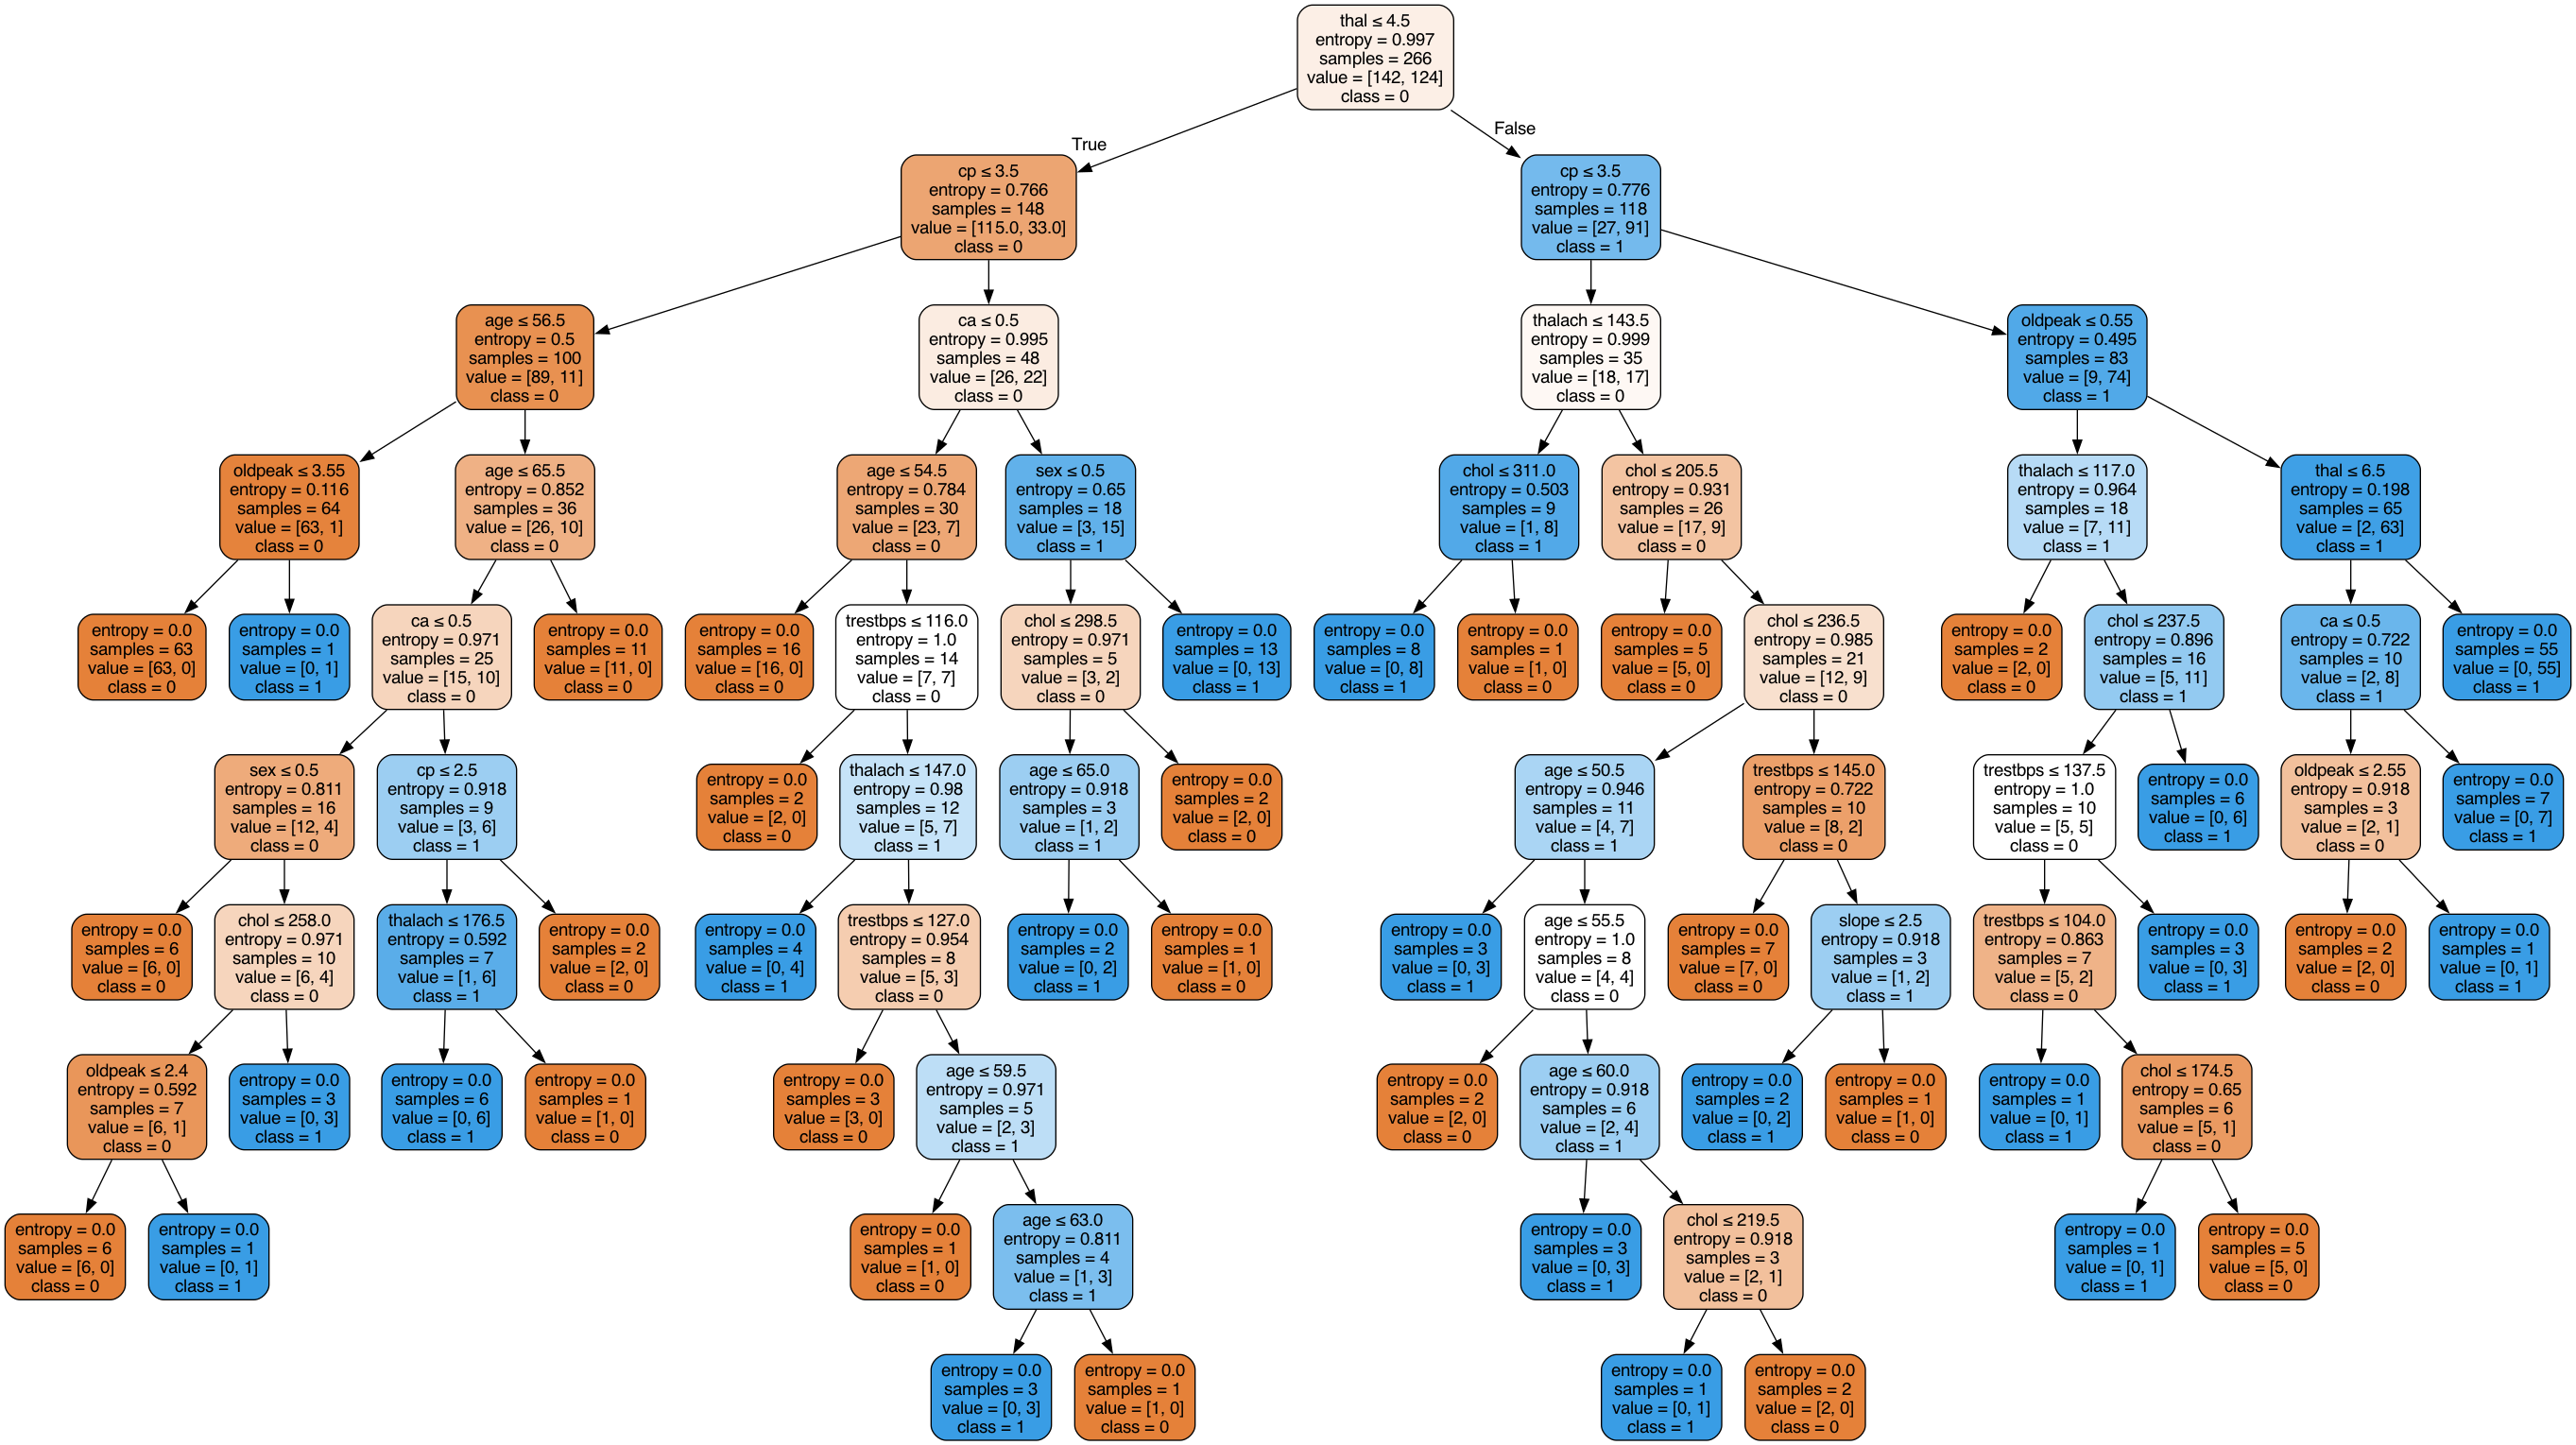 thal ≤ 4.5
entropy = 0.997
samples = 266
value = [142, 124]
class = 0
True
False
cp ≤ 3.5
entropy = 0.766
samples = 148
value = [115.0, 33.0]
class = 0
cp ≤ 3.5
entropy = 0.776
samples = 118
value = [27, 91]
class = 1
age ≤ 56.5
entropy = 0.5
samples = 100
value = [89, 11]
class = 0
ca ≤ 0.5
entropy = 0.995
samples = 48
value = [26, 22]
class = 0
thalach ≤ 143.5
entropy = 0.999
samples = 35
value = [18, 17]
class = 0
oldpeak ≤ 0.55
entropy = 0.495
samples = 83
value = [9, 74]
class = 1
oldpeak ≤ 3.55
entropy = 0.116
samples = 64
value = [63, 1]
class = 0
age ≤ 65.5
entropy = 0.852
samples = 36
value = [26, 10]
class = 0
age ≤ 54.5
entropy = 0.784
samples = 30
value = [23, 7]
class = 0
sex ≤ 0.5
entropy = 0.65
samples = 18
value = [3, 15]
class = 1
chol ≤ 311.0
entropy = 0.503
samples = 9
value = [1, 8]
class = 1
chol ≤ 205.5
entropy = 0.931
samples = 26
value = [17, 9]
class = 0
thalach ≤ 117.0
entropy = 0.964
samples = 18
value = [7, 11]
class = 1
thal ≤ 6.5
entropy = 0.198
samples = 65
value = [2, 63]
class = 1
entropy = 0.0
samples = 63
value = [63, 0]
class = 0
entropy = 0.0
samples = 1
value = [0, 1]
class = 1
ca ≤ 0.5
entropy = 0.971
samples = 25
value = [15, 10]
class = 0
entropy = 0.0
samples = 11
value = [11, 0]
class = 0
entropy = 0.0
samples = 16
value = [16, 0]
class = 0
trestbps ≤ 116.0
entropy = 1.0
samples = 14
value = [7, 7]
class = 0
chol ≤ 298.5
entropy = 0.971
samples = 5
value = [3, 2]
class = 0
entropy = 0.0
samples = 13
value = [0, 13]
class = 1
entropy = 0.0
samples = 8
value = [0, 8]
class = 1
entropy = 0.0
samples = 1
value = [1, 0]
class = 0
entropy = 0.0
samples = 5
value = [5, 0]
class = 0
chol ≤ 236.5
entropy = 0.985
samples = 21
value = [12, 9]
class = 0
entropy = 0.0
samples = 2
value = [2, 0]
class = 0
chol ≤ 237.5
entropy = 0.896
samples = 16
value = [5, 11]
class = 1
ca ≤ 0.5
entropy = 0.722
samples = 10
value = [2, 8]
class = 1
entropy = 0.0
samples = 55
value = [0, 55]
class = 1
sex ≤ 0.5
entropy = 0.811
samples = 16
value = [12, 4]
class = 0
cp ≤ 2.5
entropy = 0.918
samples = 9
value = [3, 6]
class = 1
entropy = 0.0
samples = 2
value = [2, 0]
class = 0
thalach ≤ 147.0
entropy = 0.98
samples = 12
value = [5, 7]
class = 1
age ≤ 65.0
entropy = 0.918
samples = 3
value = [1, 2]
class = 1
entropy = 0.0
samples = 2
value = [2, 0]
class = 0
age ≤ 50.5
entropy = 0.946
samples = 11
value = [4, 7]
class = 1
trestbps ≤ 145.0
entropy = 0.722
samples = 10
value = [8, 2]
class = 0
trestbps ≤ 137.5
entropy = 1.0
samples = 10
value = [5, 5]
class = 0
entropy = 0.0
samples = 6
value = [0, 6]
class = 1
oldpeak ≤ 2.55
entropy = 0.918
samples = 3
value = [2, 1]
class = 0
entropy = 0.0
samples = 7
value = [0, 7]
class = 1
entropy = 0.0
samples = 6
value = [6, 0]
class = 0
chol ≤ 258.0
entropy = 0.971
samples = 10
value = [6, 4]
class = 0
thalach ≤ 176.5
entropy = 0.592
samples = 7
value = [1, 6]
class = 1
entropy = 0.0
samples = 2
value = [2, 0]
class = 0
entropy = 0.0
samples = 4
value = [0, 4]
class = 1
trestbps ≤ 127.0
entropy = 0.954
samples = 8
value = [5, 3]
class = 0
entropy = 0.0
samples = 2
value = [0, 2]
class = 1
entropy = 0.0
samples = 1
value = [1, 0]
class = 0
entropy = 0.0
samples = 3
value = [0, 3]
class = 1
age ≤ 55.5
entropy = 1.0
samples = 8
value = [4, 4]
class = 0
entropy = 0.0
samples = 7
value = [7, 0]
class = 0
slope ≤ 2.5
entropy = 0.918
samples = 3
value = [1, 2]
class = 1
trestbps ≤ 104.0
entropy = 0.863
samples = 7
value = [5, 2]
class = 0
entropy = 0.0
samples = 3
value = [0, 3]
class = 1
entropy = 0.0
samples = 2
value = [2, 0]
class = 0
entropy = 0.0
samples = 1
value = [0, 1]
class = 1
oldpeak ≤ 2.4
entropy = 0.592
samples = 7
value = [6, 1]
class = 0
entropy = 0.0
samples = 3
value = [0, 3]
class = 1
entropy = 0.0
samples = 6
value = [0, 6]
class = 1
entropy = 0.0
samples = 1
value = [1, 0]
class = 0
entropy = 0.0
samples = 3
value = [3, 0]
class = 0
age ≤ 59.5
entropy = 0.971
samples = 5
value = [2, 3]
class = 1
entropy = 0.0
samples = 2
value = [2, 0]
class = 0
age ≤ 60.0
entropy = 0.918
samples = 6
value = [2, 4]
class = 1
entropy = 0.0
samples = 2
value = [0, 2]
class = 1
entropy = 0.0
samples = 1
value = [1, 0]
class = 0
entropy = 0.0
samples = 1
value = [0, 1]
class = 1
chol ≤ 174.5
entropy = 0.65
samples = 6
value = [5, 1]
class = 0
entropy = 0.0
samples = 6
value = [6, 0]
class = 0
entropy = 0.0
samples = 1
value = [0, 1]
class = 1
entropy = 0.0
samples = 1
value = [1, 0]
class = 0
age ≤ 63.0
entropy = 0.811
samples = 4
value = [1, 3]
class = 1
entropy = 0.0
samples = 3
value = [0, 3]
class = 1
chol ≤ 219.5
entropy = 0.918
samples = 3
value = [2, 1]
class = 0
entropy = 0.0
samples = 1
value = [0, 1]
class = 1
entropy = 0.0
samples = 5
value = [5, 0]
class = 0
entropy = 0.0
samples = 3
value = [0, 3]
class = 1
entropy = 0.0
samples = 1
value = [1, 0]
class = 0
entropy = 0.0
samples = 1
value = [0, 1]
class = 1
entropy = 0.0
samples = 2
value = [2, 0]
class = 0